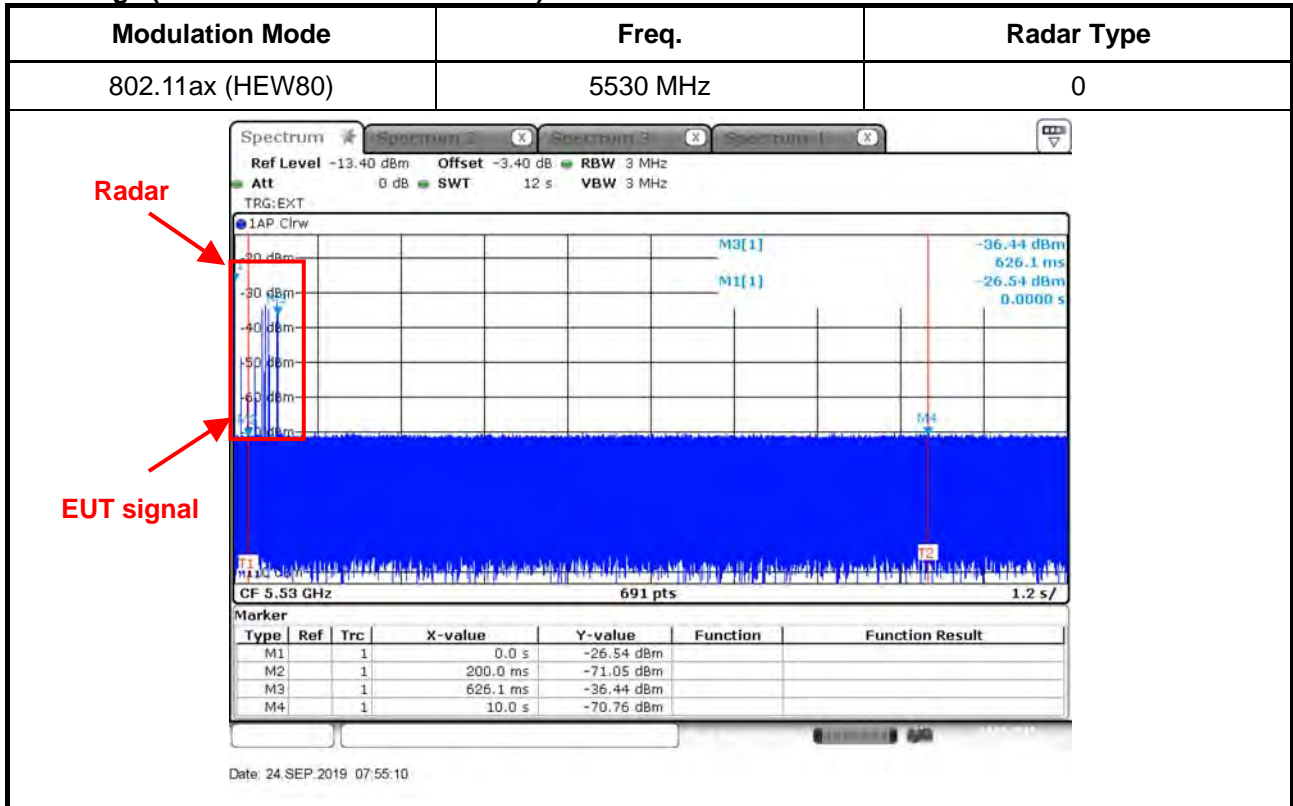 Modulation Mode Freq. Radar Type
802.11ax (HEW80) 5530 MHz 0
Spectrum Spectrum 2 X Spectrum 3 X X
Ref Level -13.40 dBm Offset -3.40 dB RBW 3 MHz
Att 0 dB SWT 12 s VBW 3 MHz
TRG:EXT
1AP Clrw
Radar
M3[1] -36.44 dBm
626.1 ms
M1[1] -26.54 dBm
0.0000 s
-20 dBm
-30 dBm
-40 dBm
-50 dBm
-60 dBm
M4
EUT signal
T1
T2
CF 5.53 GHz 691 pts 1.2 s/
Marker
Type Ref Trc X-value Y-value Function Function Result
M1 1 0.0 s -26.54 dBm
M2 1 200.0 ms -71.05 dBm
M3 1 626.1 ms -36.44 dBm
M4 1 10.0 s -70.76 dBm
Date: 24.SEP.2019 07:55:10